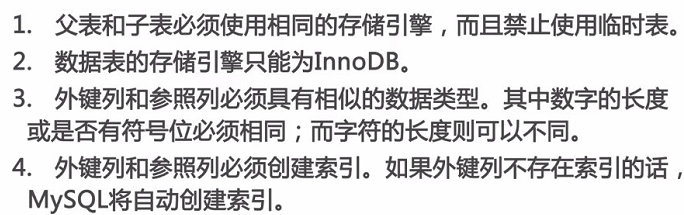 1. 父表和子表必须使用相同的存储引擎，而且禁止使用临时表。
2. 数据表的存储引擎只能为InnoDB。
3. 外键列和参照列必须具有相似的数据类型。其中数字的长度
或是否有符号位必须相同；而字符的长度则可以不同。
4. 外键列和参照列必须创建索引。如果外键列不存在索引的话，
MySQL将自动创建索引。